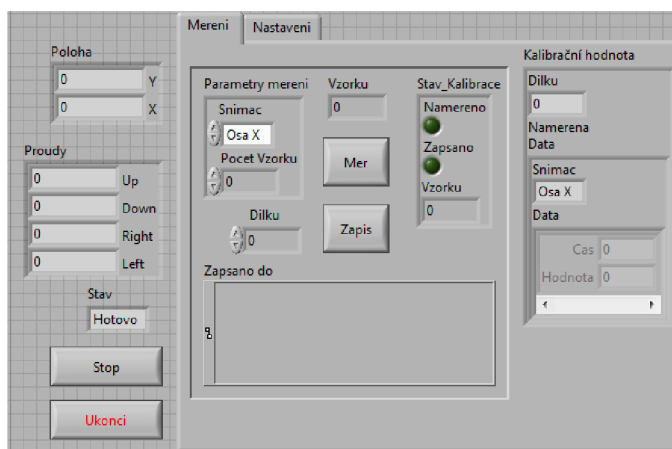 Mereni Nastaveni
Poloha
0 Y
0 X
Proudy
0 Up
0 Down
0 Right
0 Left
Stav
Hotovo
Stop
Ukonci
Parametry mereni
Snimac
Osa X
Pocet Vzorku
0
Dilku
0
Vzorku
0
Mer
Zapis
Stav_Kalibrace
Namereno
Zapsano
Vzorku
0
Zapsano do
Kalibrační hodnota
Dilku
0
Namerena
Data
Snimac
Osa X
Data
Cas 0
Hodnota 0